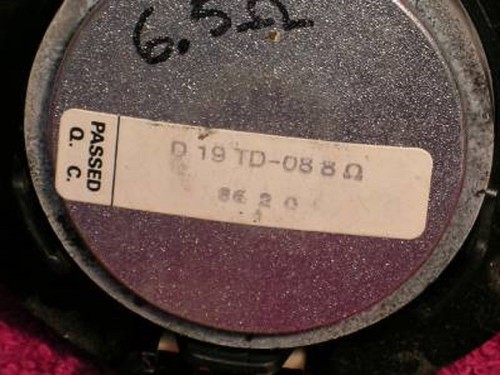 6.5Ω
PASSED
Q. C.
D 19 TD-08 8 Ω
86 2 0